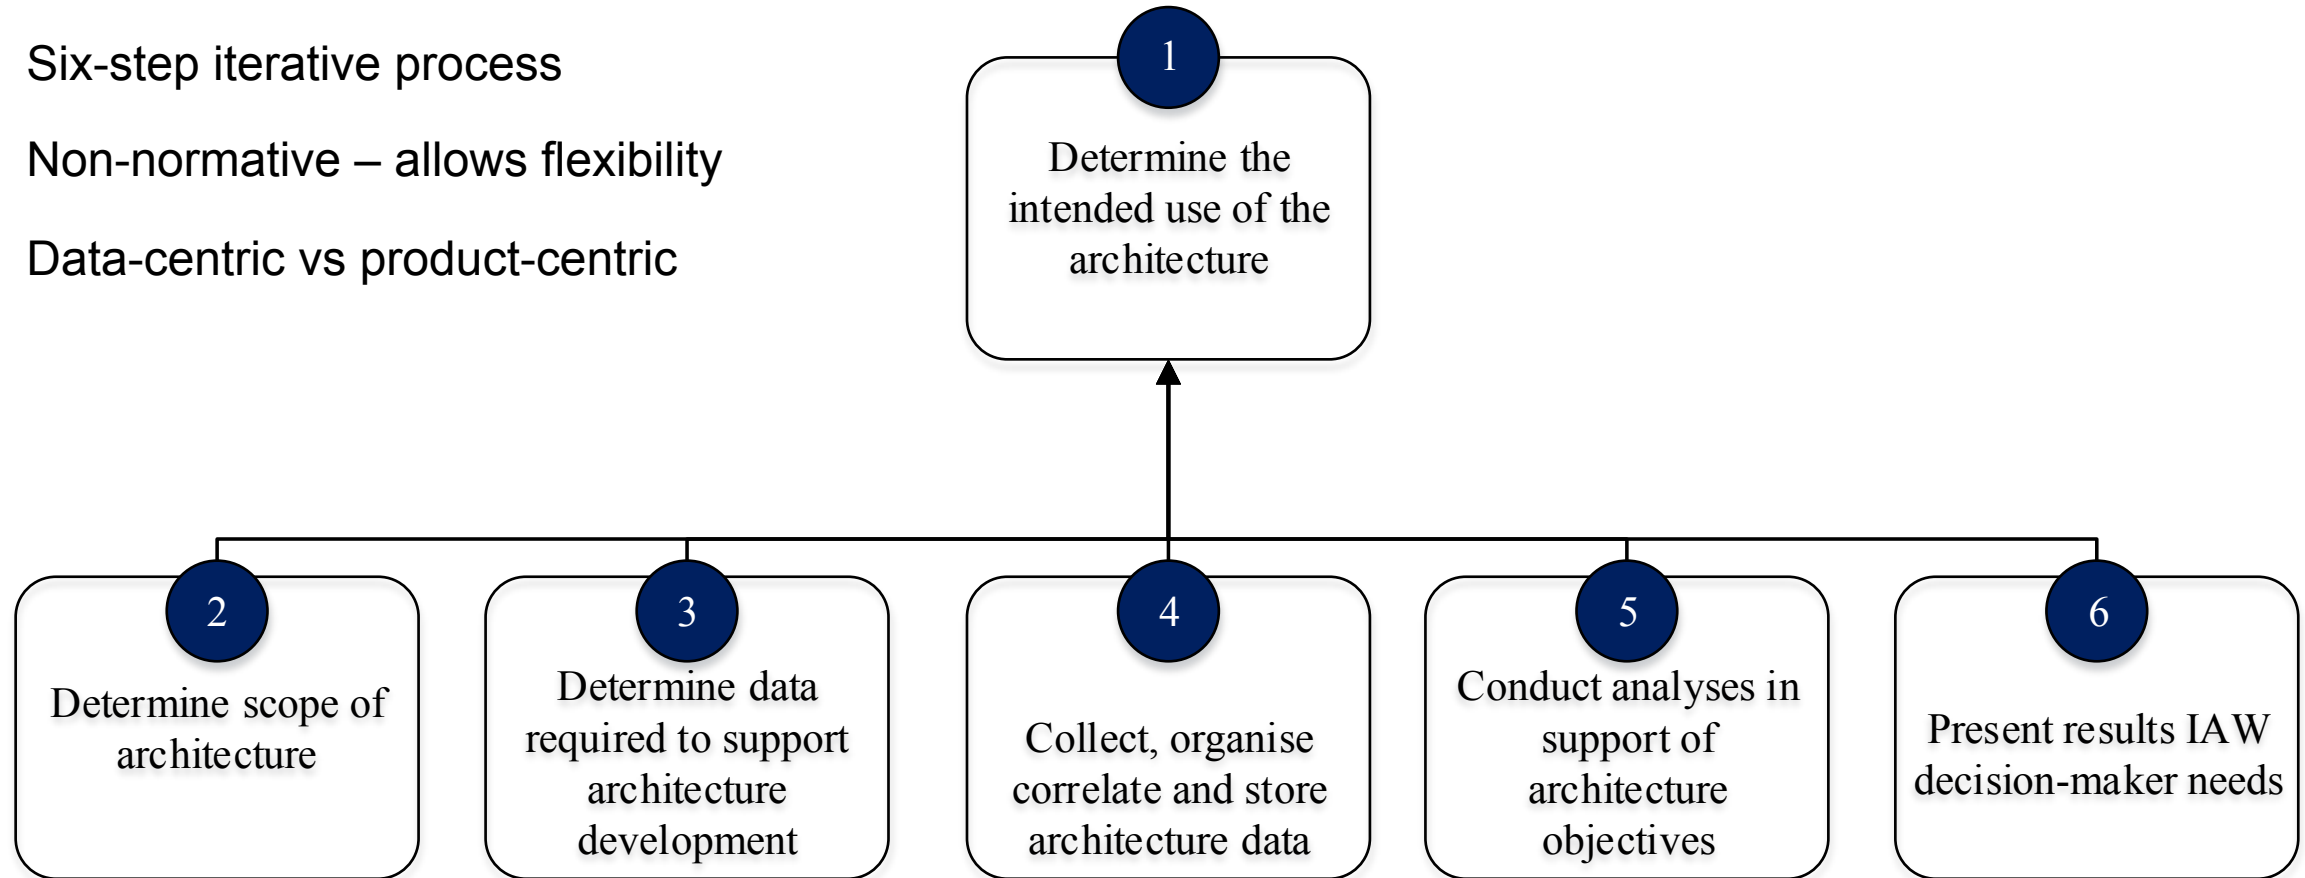 Six-step iterative process
Non-normative – allows flexibility
Data-centric vs product-centric
1
Determine the
intended use of the
architecture
2
Determine scope of
architecture
3
Determine data
required to support
architecture
development
4
Collect, organise
correlate and store
architecture data
5
Conduct analyses in
support of
architecture
objectives
6
Present results IAW
decision-maker needs